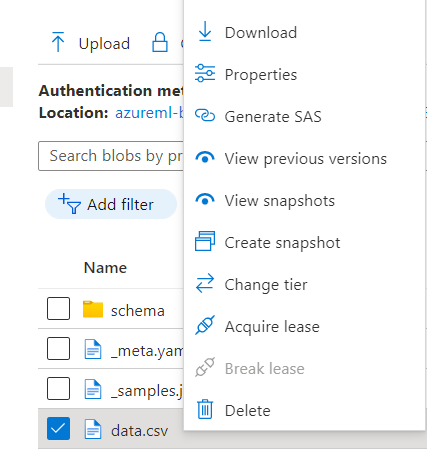 Upload
Authentication met
Location: azureml-b
Search blobs by pr
Add filter
Name
schema
_meta.yam
_samples.j
data.csv
Download
Properties
Generate SAS
View previous versions
View snapshots
Create snapshot
Change tier
Acquire lease
Break lease
Delete